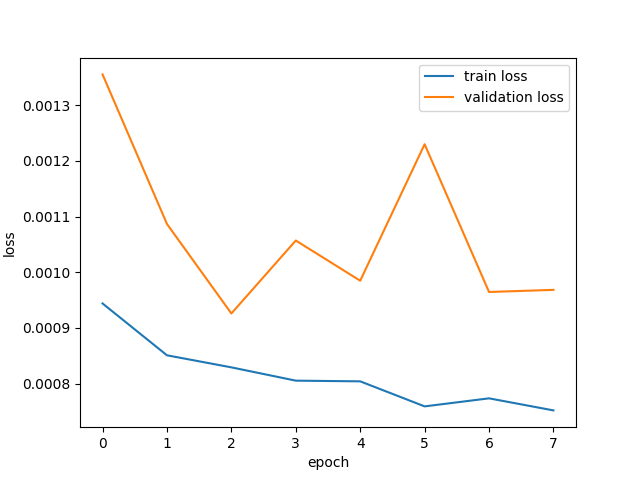 train loss
validation loss
0.0013
0.0012
0.0011
0.0010
0.0009
0.0008
loss
0 1 2 3 4 5 6 7
epoch